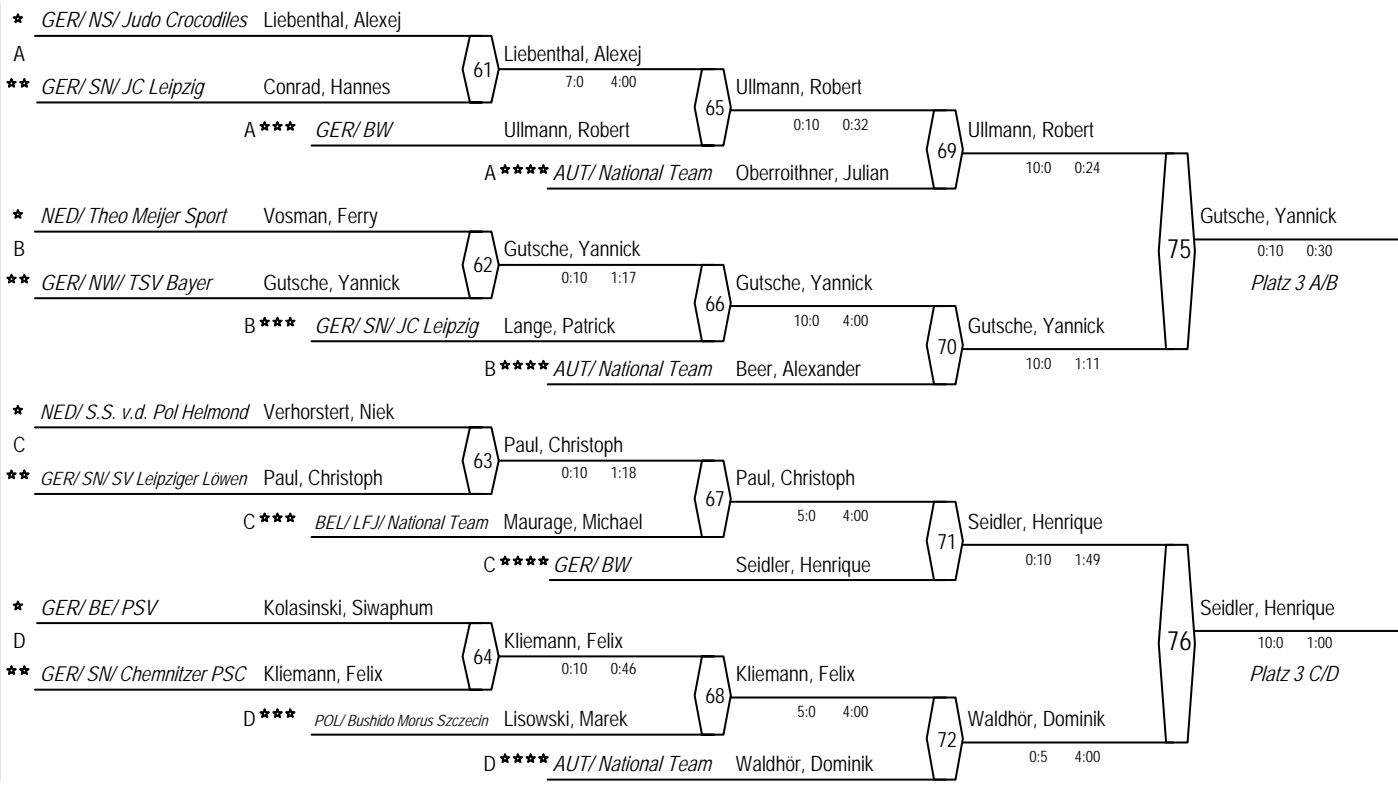 ★ GER/ NS/ Judo Crocodiles Liebenthal, Alexej
A
61 Liebenthal, Alexej
7:0 4:00
★★ GER/ SN/ JC Leipzig Conrad, Hannes
65 Ullmann, Robert
0:10 0:32
A ★★★ GER/ BW Ullmann, Robert
69 Ullmann, Robert
10:0 0:24
A ★★★★ AUT/ National Team Oberroithner, Julian
★ NED/ Theo Meijer Sport Vosman, Ferry
75 Gutsche, Yannick
0:10 0:30
Platz 3 A/B
B
62 Gutsche, Yannick
0:10 1:17
★★ GER/ NW/ TSV Bayer Gutsche, Yannick
66 Gutsche, Yannick
10:0 4:00
B ★★★ GER/ SN/ JC Leipzig Lange, Patrick
70 Gutsche, Yannick
10:0 1:11
B ★★★★ AUT/ National Team Beer, Alexander
★ NED/ S.S. v.d. Pol Helmond Verhorstert, Niek
C
63 Paul, Christoph
0:10 1:18
★★ GER/ SN/ SV Leipziger Löwen Paul, Christoph
67 Paul, Christoph
5:0 4:00
C ★★★ BEL/ LFJ/ National Team Maurage, Michael
71 Seidler, Henrique
0:10 1:49
C ★★★★ GER/ BW Seidler, Henrique
★ GER/ BE/ PSV Kolasinski, Siwaphum
76 Seidler, Henrique
10:0 1:00
Platz 3 C/D
D
64 Kliemann, Felix
0:10 0:46
★★ GER/ SN/ Chemnitzer PSC Kliemann, Felix
68 Kliemann, Felix
5:0 4:00
D ★★★ POL/ Bushido Morus Szczecin Lisowski, Marek
72 Waldhör, Dominik
0:5 4:00
D ★★★★ AUT/ National Team Waldhör, Dominik